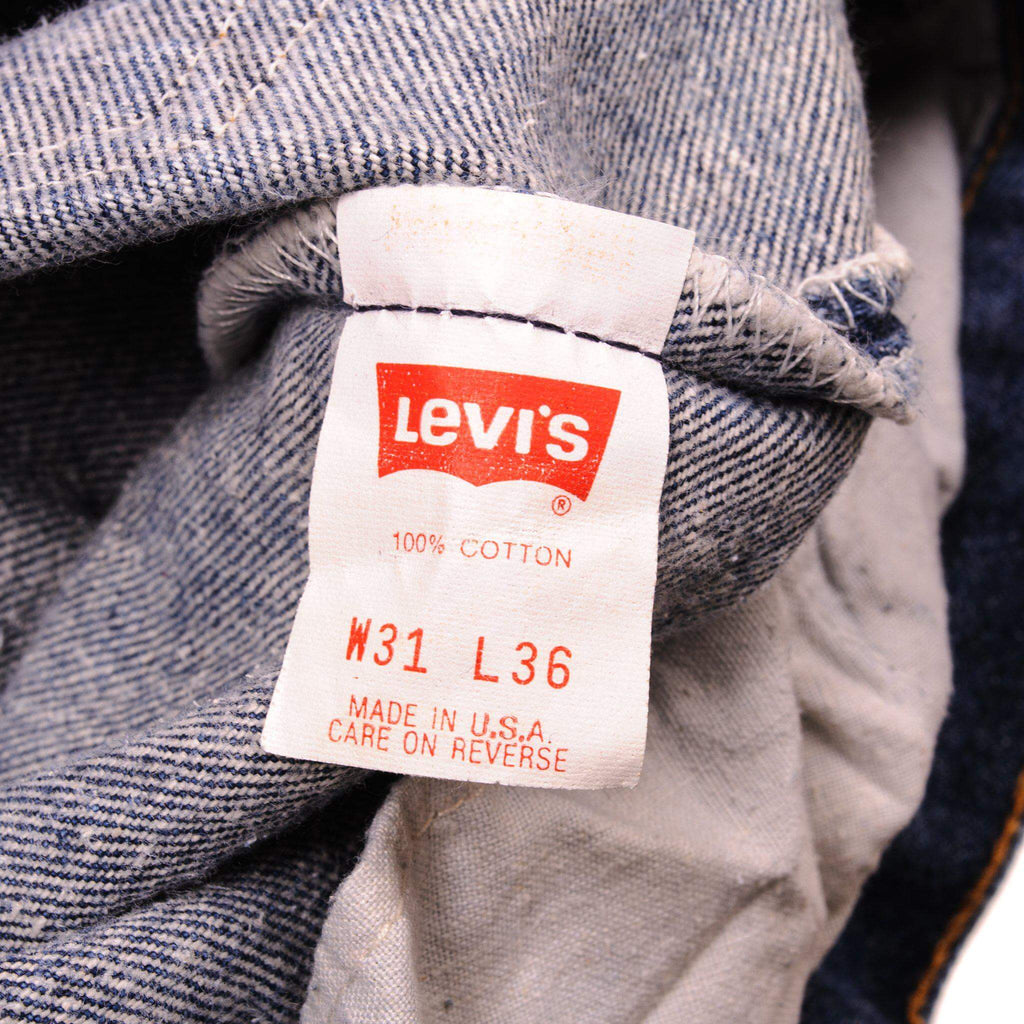 Levi's
®
100% COTTON
W31 L36
MADE IN U.S.A.
CARE ON REVERSE